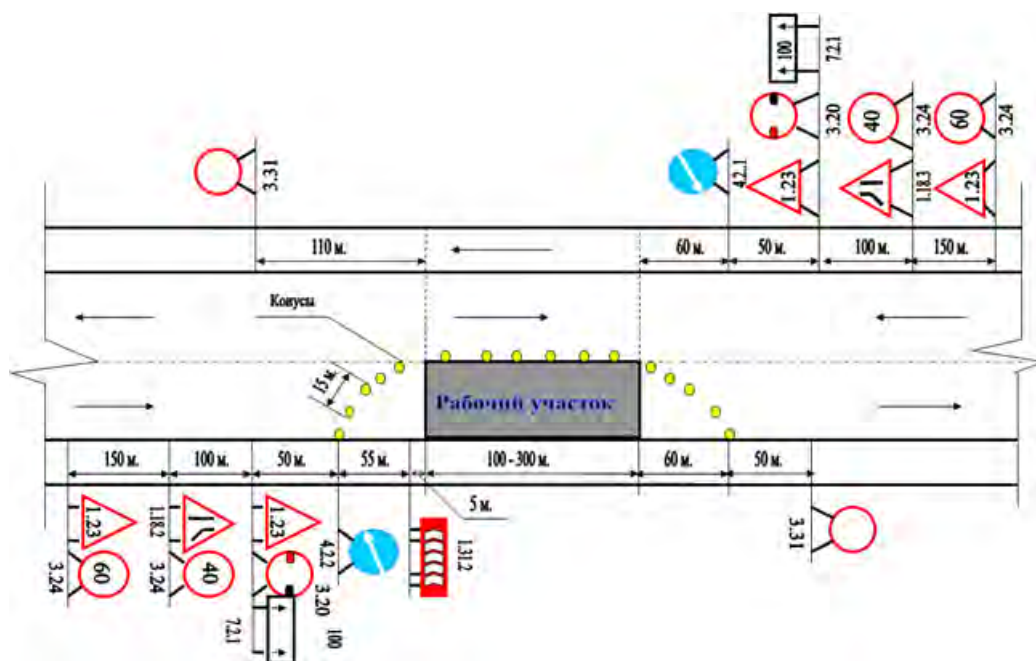 100
7.2.1
3.20
40
3.24
60
3.24
3.31
4.2.1
1.23
1.18.3
1.23
110 м.
60 м.
50 м.
100 м.
150 м.
Конусы
15 м.
Рабочий участок
150 м.
100 м.
50 м.
55 м.
100 - 300 м.
60 м.
50 м.
5 м.
1.23
1.18.2
1.23
4.2.2
1.31.2
3.31
3.24
60
3.24
40
3.20
100
7.2.1